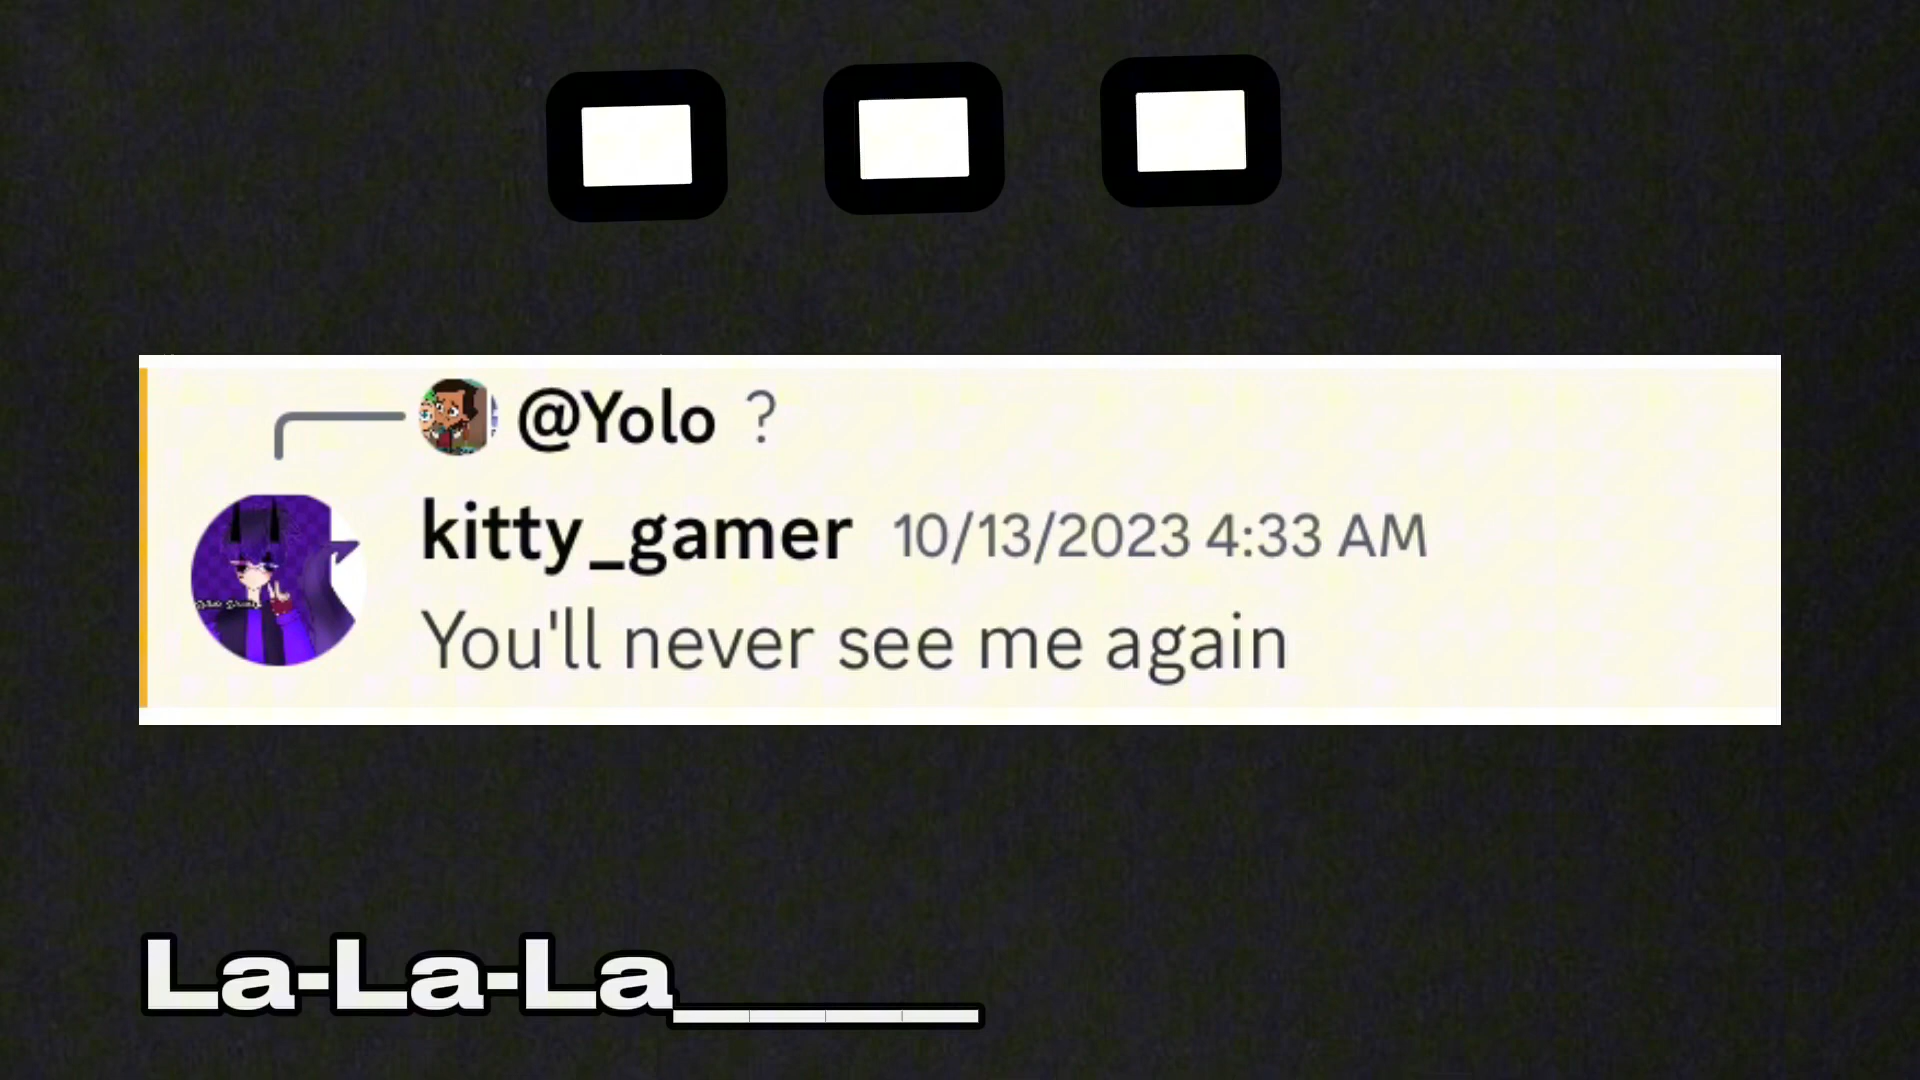 ...
@Yolo ?
kitty_gamer 10/13/2023 4:33 AM
You'll never see me again
La-La-La____